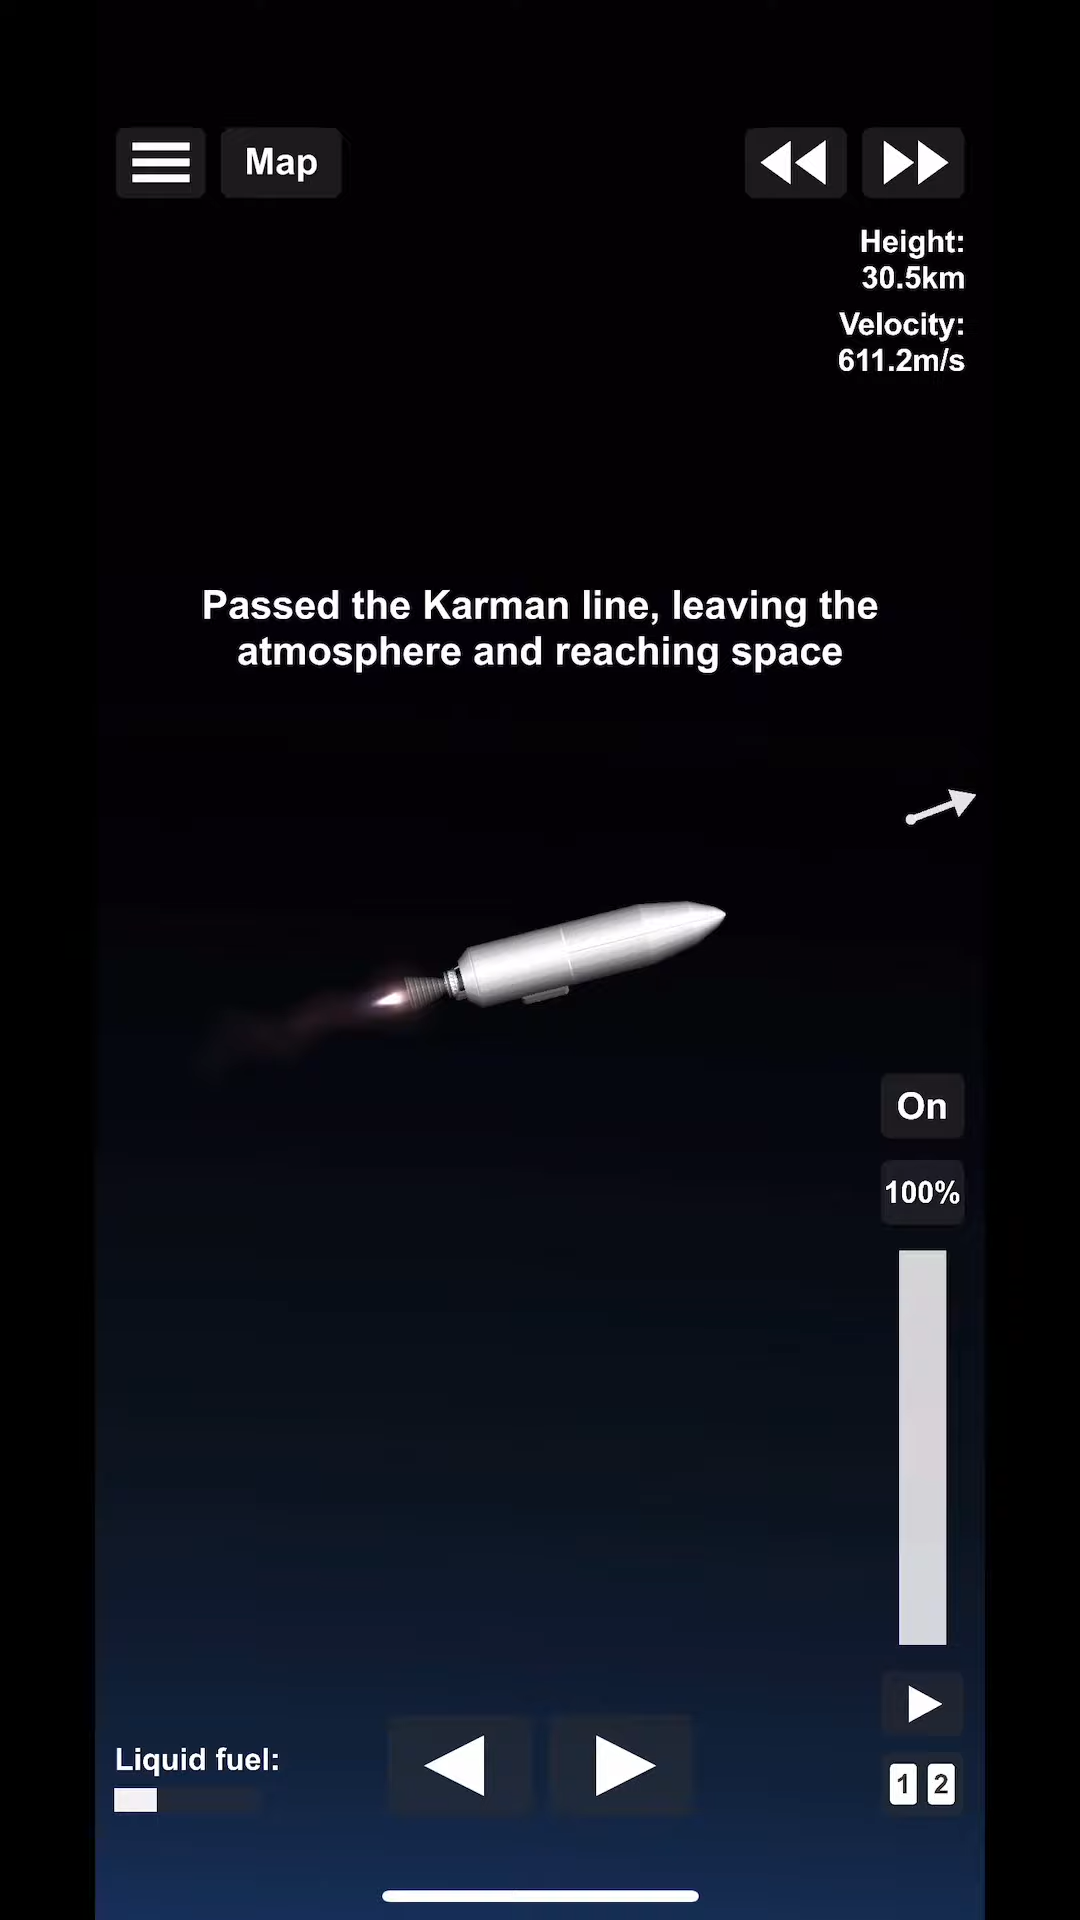 Map
Height:
30.5km
Velocity:
611.2m/s
Passed the Karman line, leaving the
atmosphere and reaching space
On
100%
Liquid fuel:
1 2